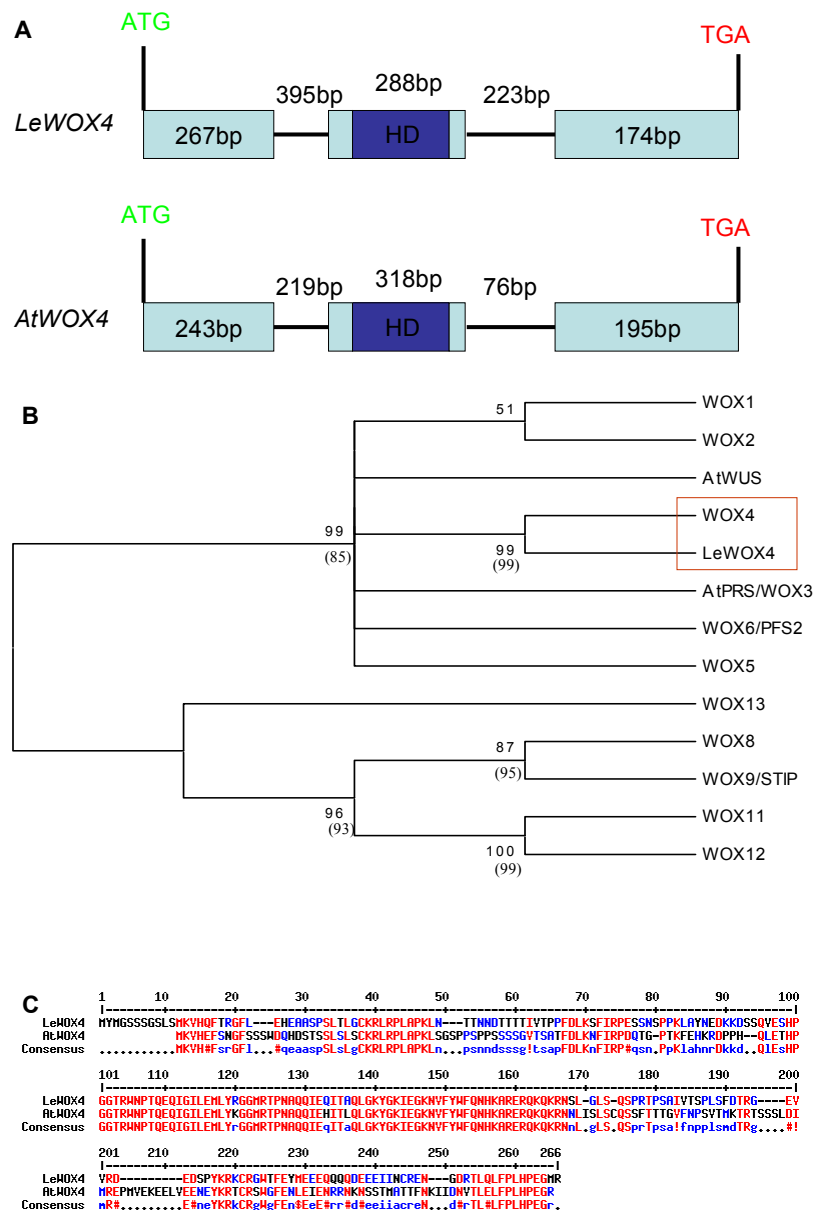 A
ATG
TGA
395bp 288bp 223bp
LeWOX4
267bp HD 174bp
ATG
TGA
219bp 318bp 76bp
AtWOX4
243bp HD 195bp
B
WOX1
51
WOX2
AtWUS
WOX4
99
(85)
99
(99)
LeWOX4
AtPRS/WOX3
WOX6/PFS2
WOX5
WOX13
WOX8
87
(95)
WOX9/STIP
96
(93)
WOX11
100
(99)
WOX12
C
1 10 20 30 40 50 60 70 80 90 100
LeWOX4 MYMGSSSGSLSMKVHQFTRGFL---EHEAASPSLTLGCKRLRPLAPKLN---TTNNDTTTTIVTPPFDLKSFIRPESSNSPPKLAYNEDKKDSSQVESHP
AtWOX4 MKVHEFSNGFSSSWDQHDSTSSLSLSCKRLRPLAPKLSGSPPSPPSSSSGVTSATFDLKNFIRPDQTG-PTKFEHKRDPPH--QLETHP
Consensus ...........MKVH#FsrGFl...#qeaaspSLsLgCKRLRPLAPKLn...psnndsssg!tsapFDLKnFIRP#qsn.PpKlahnrDkkd..QlEsHP
101 110 120 130 140 150 160 170 180 190 200
LeWOX4 GGTRWNPTQEQIGILEMLYRGGMRTPNAQQIEQITAQLGKYGKIEGKNVFYWFQNHKARERQKQKRNSL-GLS-QSPRTPSAIVTSPLSFDTRG----EV
AtWOX4 GGTRWNPTQEQIGILEMLYKGGMRTPNAQQIEHITLQLGKYGKIEGKNVFYWFQNHKARERQKQKRNNLISLSCQSSFTTTGVFNPSVTMKTRTSSSLDI
Consensus GGTRWNPTQEQIGILEMLYrGGMRTPNAQQIEqITaQLGKYGKIEGKNVFYWFQNHKARERQKQKRNnL.gLS.QSprTpsa!fnpplsmdTRg....#!
201 210 220 230 240 250 260 266
LeWOX4 VRD---------EDSPYKRKCRGWTFEYMEEEQQQQDEEEIINCREN---GDRTLQLFPLHPEGMR
AtWOX4 MREPMVEKEELVEENEYKRTCRSWGFENLEIENRRNKNSSTMATTFNKIIDNVTLELFPLHPEGR
Consensus mR#.........E#neYKRkCRgWgFEn$EeE#rr#d#eeiiacreN...d#rTL#LFPLHPEGr.